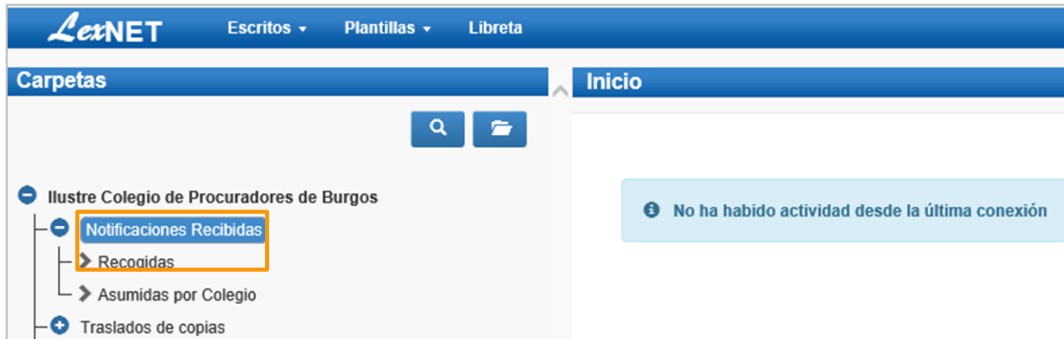 LexNET Escritos Plantillas Libreta
Carpetas
Inicio
Ilustre Colegio de Procuradores de Burgos
No ha habido actividad desde la última conexión
Notificaciones Recibidas
Recogidas
Asumidas por Colegio
Traslados de copias